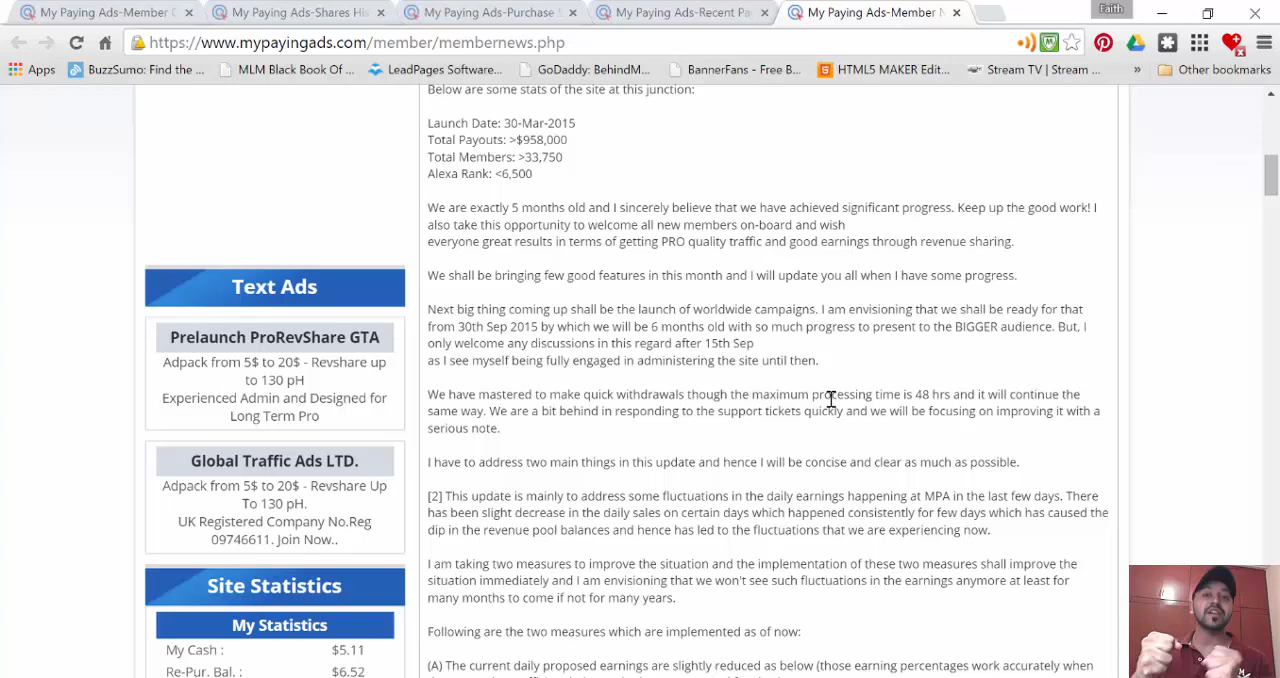 My Paying Ads-Member C
My Paying Ads-Shares His
My Paying Ads-Purchase S
My Paying Ads-Recent Pa
My Paying Ads-Member N
Faith
https://www.mypayingads.com/member/membernews.php
Apps
BuzzSumo: Find the ...
MLM Black Book Of ...
LeadPages Software...
GoDaddy: BehindM...
BannerFans - Free B...
HTML5 MAKER Edit...
Stream TV | Stream ...
Other bookmarks
Below are some stats of the site at this junction:
Launch Date: 30-Mar-2015
Total Payouts: >$958,000
Total Members: >33,750
Alexa Rank: <6,500
We are exactly 5 months old and I sincerely believe that we have achieved significant progress. Keep up the good work! I
also take this opportunity to welcome all new members on-board and wish
everyone great results in terms of getting PRO quality traffic and good earnings through revenue sharing.
We shall be bringing few good features in this month and I will update you all when I have some progress.
Next big thing coming up shall be the launch of worldwide campaigns. I am envisioning that we shall be ready for that
from 30th Sep 2015 by which we will be 6 months old with so much progress to present to the BIGGER audience. But, I
only welcome any discussions in this regard after 15th Sep
as I see myself being fully engaged in administering the site until then.
We have mastered to make quick withdrawals though the maximum processing time is 48 hrs and it will continue the
same way. We are a bit behind in responding to the support tickets quickly and we will be focusing on improving it with a
serious note.
I have to address two main things in this update and hence I will be concise and clear as much as possible.
[2] This update is mainly to address some fluctuations in the daily earnings happening at MPA in the last few days. There
has been slight decrease in the daily sales on certain days which happened consistently for few days which has caused the
dip in the revenue pool balances and hence has led to the fluctuations that we are experiencing now.
I am taking two measures to improve the situation and the implementation of these two measures shall improve the
situation immediately and I am envisioning that we won't see such fluctuations in the earnings anymore at least for
many months to come if not for many years.
Following are the two measures which are implemented as of now:
(A) The current daily proposed earnings are slightly reduced as below (those earning percentages work accurately when
Text Ads
Prelaunch ProRevShare GTA
Adpack from 5$ to 20$ - Revshare up
to 130 pH
Experienced Admin and Designed for
Long Term Pro
Global Traffic Ads LTD.
Adpack from 5$ to 20$ - Revshare Up
To 130 pH.
UK Registered Company No.Reg
09746611. Join Now..
Site Statistics
My Statistics
My Cash : $5.11
Re-Pur. Bal. : $6.52